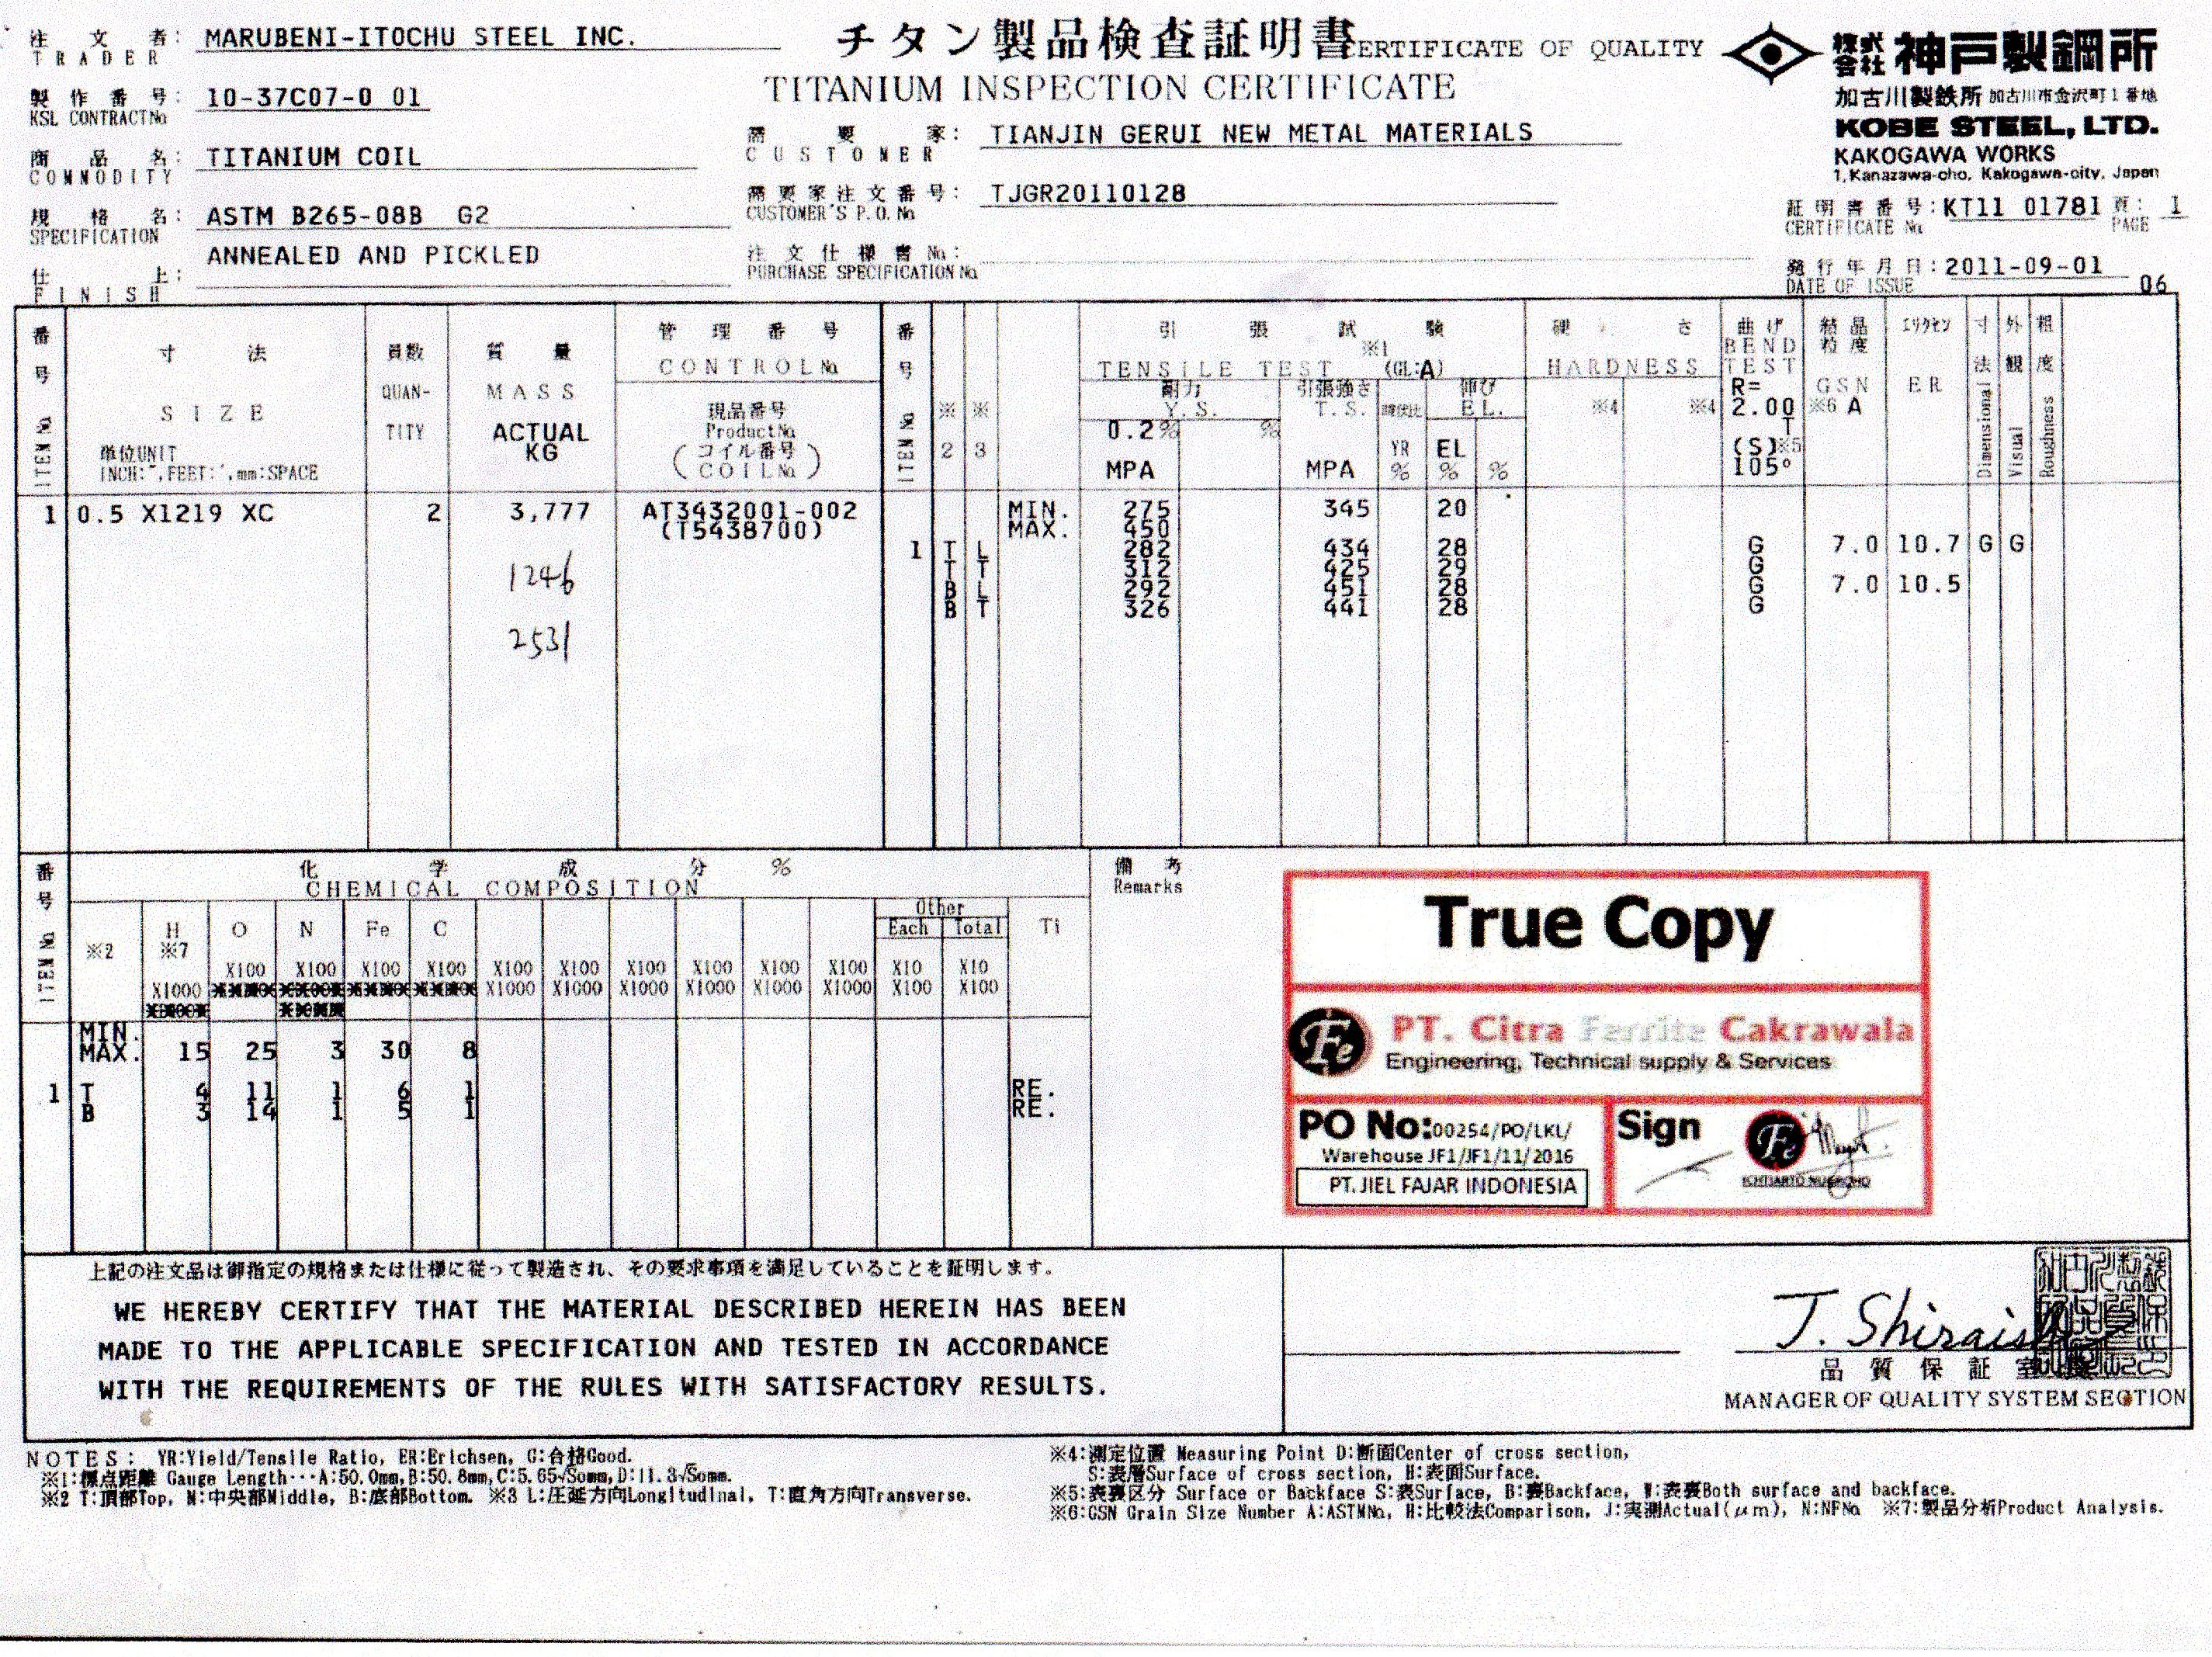 注文者: MARUBENI-ITOCHU STEEL INC.
TRADER
チタン製品検査証明書 CERTIFICATE OF QUALITY
TITANIUM INSPECTION CERTIFICATE
株式会社 神戸製鋼所
加古川製鉄所 加古川市金沢町1番地
KOBE STEEL, LTD.
KAKOGAWA WORKS
1, Kanazawa-cho, Kakogawa-city, Japan
製作番号: 10-37C07-0 01
KSL CONTRACT No
需要家: TIANJIN GERUI NEW METAL MATERIALS
CUSTOMER
商品名: TITANIUM COIL
COMMODITY
需要家注文番号: TJGR20110128
CUSTOMER'S P.O. No
規格名: ASTM B265-08B G2
SPECIFICATION
証明書番号: KT11 01781 頁: 1
CERTIFICATE No PAGE
ANNEALED AND PICKLED
仕上:
FINISH
注文仕様書 No:
PURCHASE SPECIFICATION No
発行年月日: 2011-09-01
DATE OF ISSUE
06
番号 ITEM No
寸法
SIZE
単位UNIT
INCH:", FEET:', mm:SPACE
員数
QUAN-
TITY
質量
MASS
ACTUAL
KG
管理番号
CONTROL No
現品番号
Product No
(コイル番号
COIL No)
番号 ITEM No
※2
※3
引張試験
TENSILE TEST ※1 (GL:A)
耐力
Y.S.
0.2% %
MPA
引張強さ
T.S.
MPA
降伏比
YR
%
伸び
EL.
EL
% %
硬さ
HARDNESS
※4 ※4
曲げ
BEND
TEST
R=
2.00
T
(S)※5
105°
結晶粒度
GSN
※6 A
エリクセン
ER
寸法 Dimensional
外観 Visual
粗度 Roughness
1 0.5 X1219 XC 2 3,777 AT3432001-002
(T5438700)
1246
2531
MIN. 275 345 20
MAX. 450
1 T L 282 434 28 G 7.0 10.7 G G
T T 312 425 29 G
B L 292 451 28 G 7.0 10.5
B T 326 441 28 G
番号 ITEM No
化学成分 %
CHEMICAL COMPOSITION
備考
Remarks
※2 H O N Fe C Other Each Total Ti
※7
X100 X100 X100 X100 X100 X100 X100 X100 X100 X100 X10 X10
X1000 X1000 X1000 X1000 X1000 X1000 X1000 X100 X100
MIN.
MAX. 15 25 3 30 8
1 T 4 11 1 6 1 RE.
B 3 14 1 5 1 RE.
True Copy
Fe PT. Citra Ferrite Cakrawala
Engineering, Technical supply & Services
PO No:00254/PO/LKL/
Warehouse JF1/JF1/11/2016
PT. JIEL FAJAR INDONESIA
Sign
Fe
上記の注文品は御指定の規格または仕様に従って製造され、その要求事項を満足していることを証明します。
WE HEREBY CERTIFY THAT THE MATERIAL DESCRIBED HEREIN HAS BEEN
MADE TO THE APPLICABLE SPECIFICATION AND TESTED IN ACCORDANCE
WITH THE REQUIREMENTS OF THE RULES WITH SATISFACTORY RESULTS.
J. Shiraishi
品質保証室
MANAGER OF QUALITY SYSTEM SECTION
NOTES: YR:Yield/Tensile Ratio, ER:Erichsen, G:合格Good.
※1:標点距離 Gauge Length…A:50.0mm, B:50.8mm, C:5.65√Somm, D:11.3√Somm.
※2 T:頂部Top, M:中央部Middle, B:底部Bottom. ※3 L:圧延方向Longitudinal, T:直角方向Transverse.
※4:測定位置 Measuring Point D:断面Center of cross section,
S:表層Surface of cross section, H:表面Surface.
※5:表裏区分 Surface or Backface S:表Surface, B:裏Backface, W:表裏Both surface and backface.
※6:GSN Grain Size Number A:ASTMNo, H:比較法Comparison, J:実測Actual(μm), N:NFNo ※7:製品分析Product Analysis.